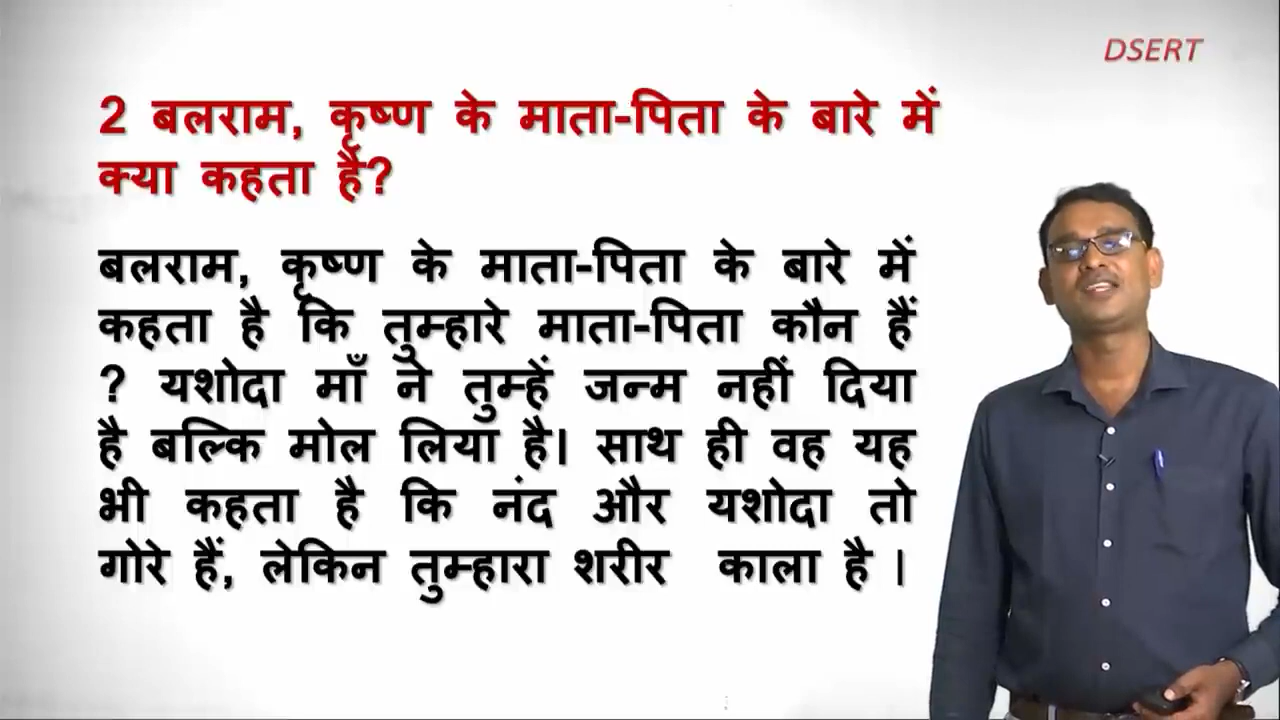 DSERT
2 बलराम, कृष्ण के माता-पिता के बारे में
क्या कहता है?
बलराम, कृष्ण के माता-पिता के बारे में
कहता है कि तुम्हारे माता-पिता कौन हैं
? यशोदा माँ ने तुम्हें जन्म नहीं दिया
है बल्कि मोल लिया है। साथ ही वह यह
भी कहता है कि नंद और यशोदा तो
गोरे हैं, लेकिन तुम्हारा शरीर काला है ।